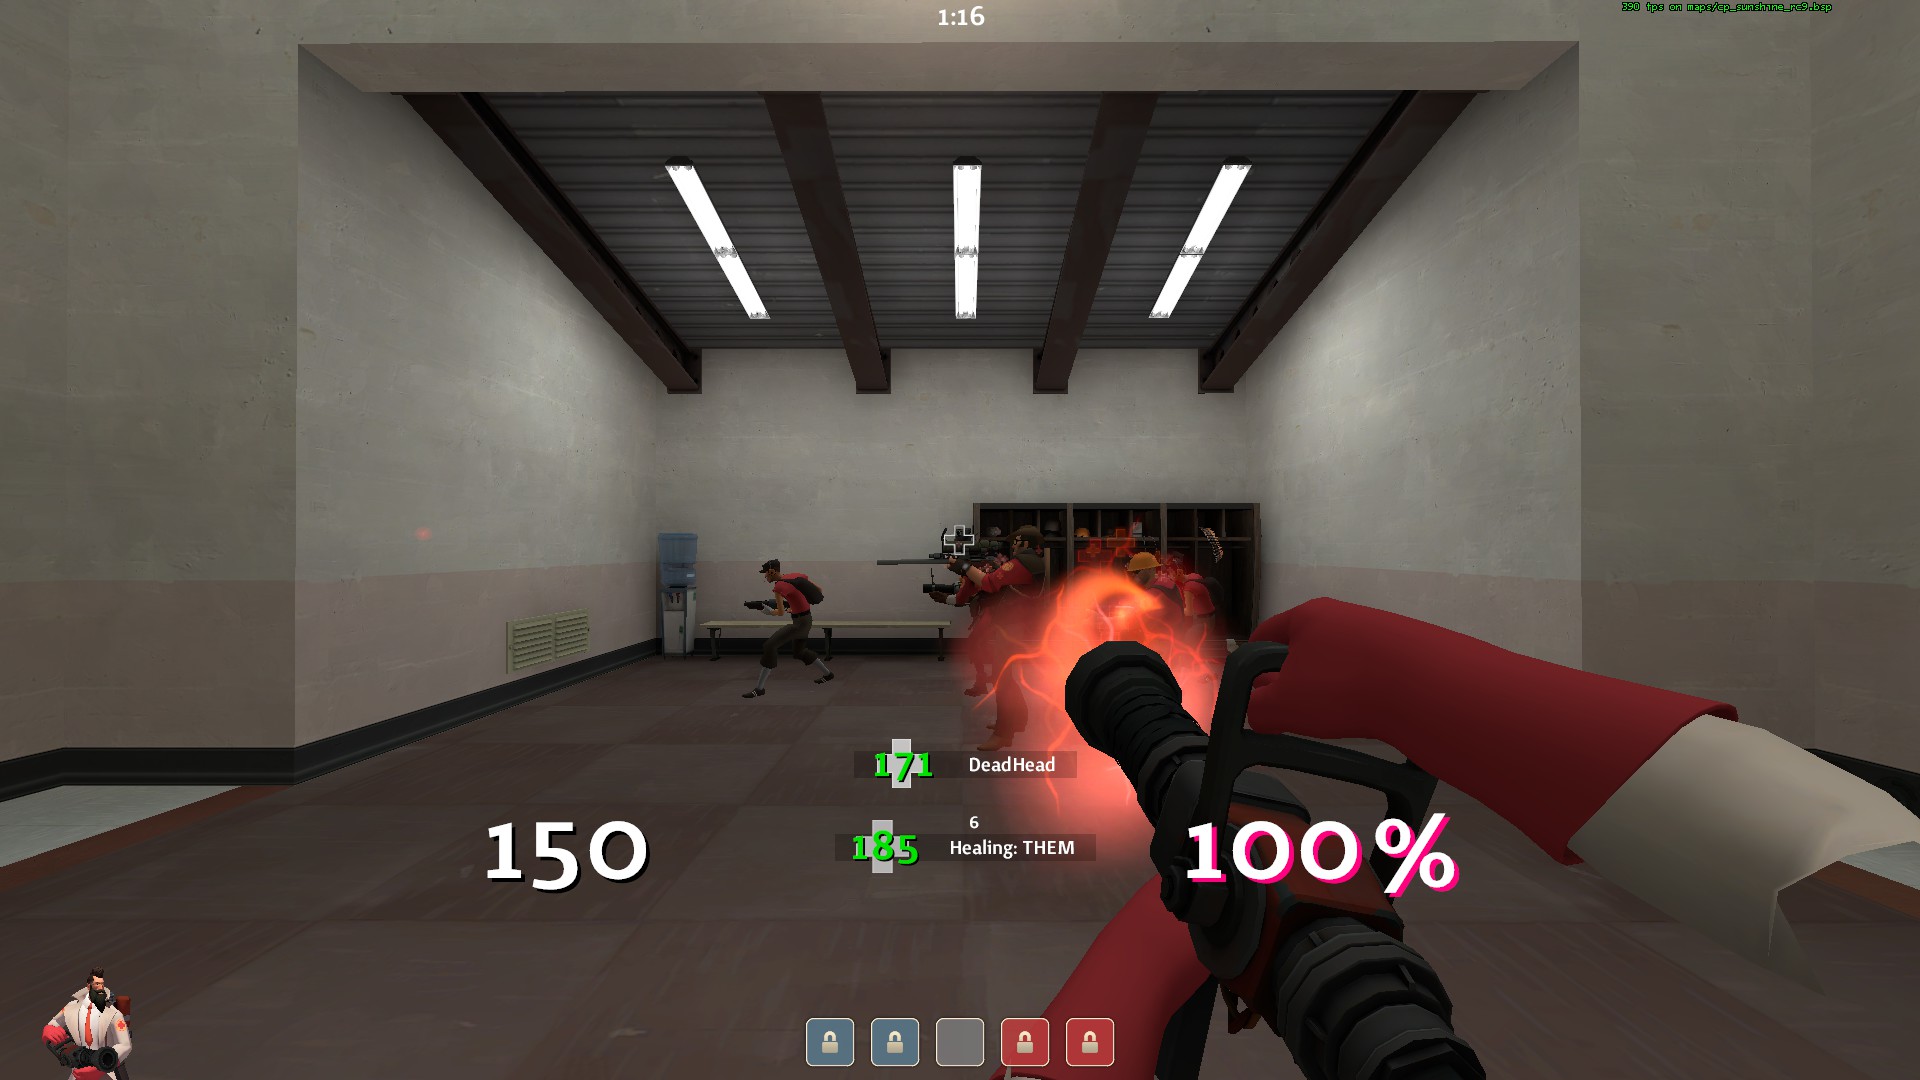 1:16
390 fps on maps/cp_sunshine_rc9.bsp
171 DeadHead
6
185 Healing: THEM
150
100%